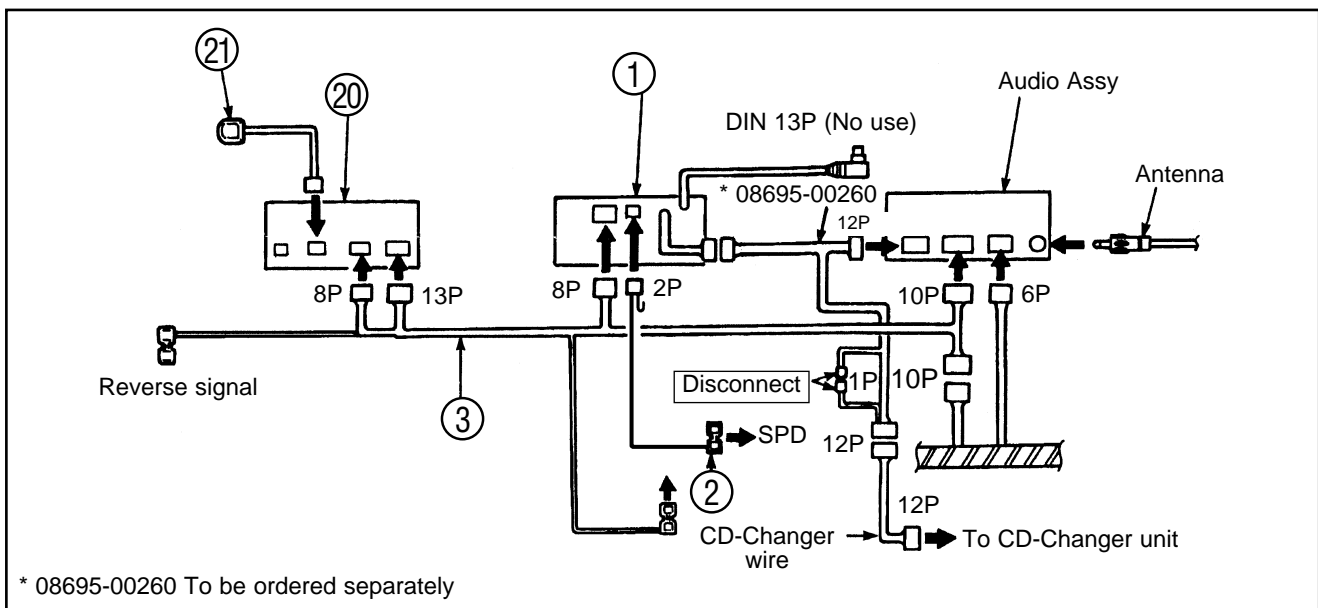 21
20
1
Audio Assy
DIN 13P (No use)
Antenna
* 08695-00260
12P
8P
13P
8P
2P
10P
6P
Reverse signal
3
Disconnect
1P
10P
SPD
12P
2
12P
CD-Changer
wire
To CD-Changer unit
* 08695-00260 To be ordered separately